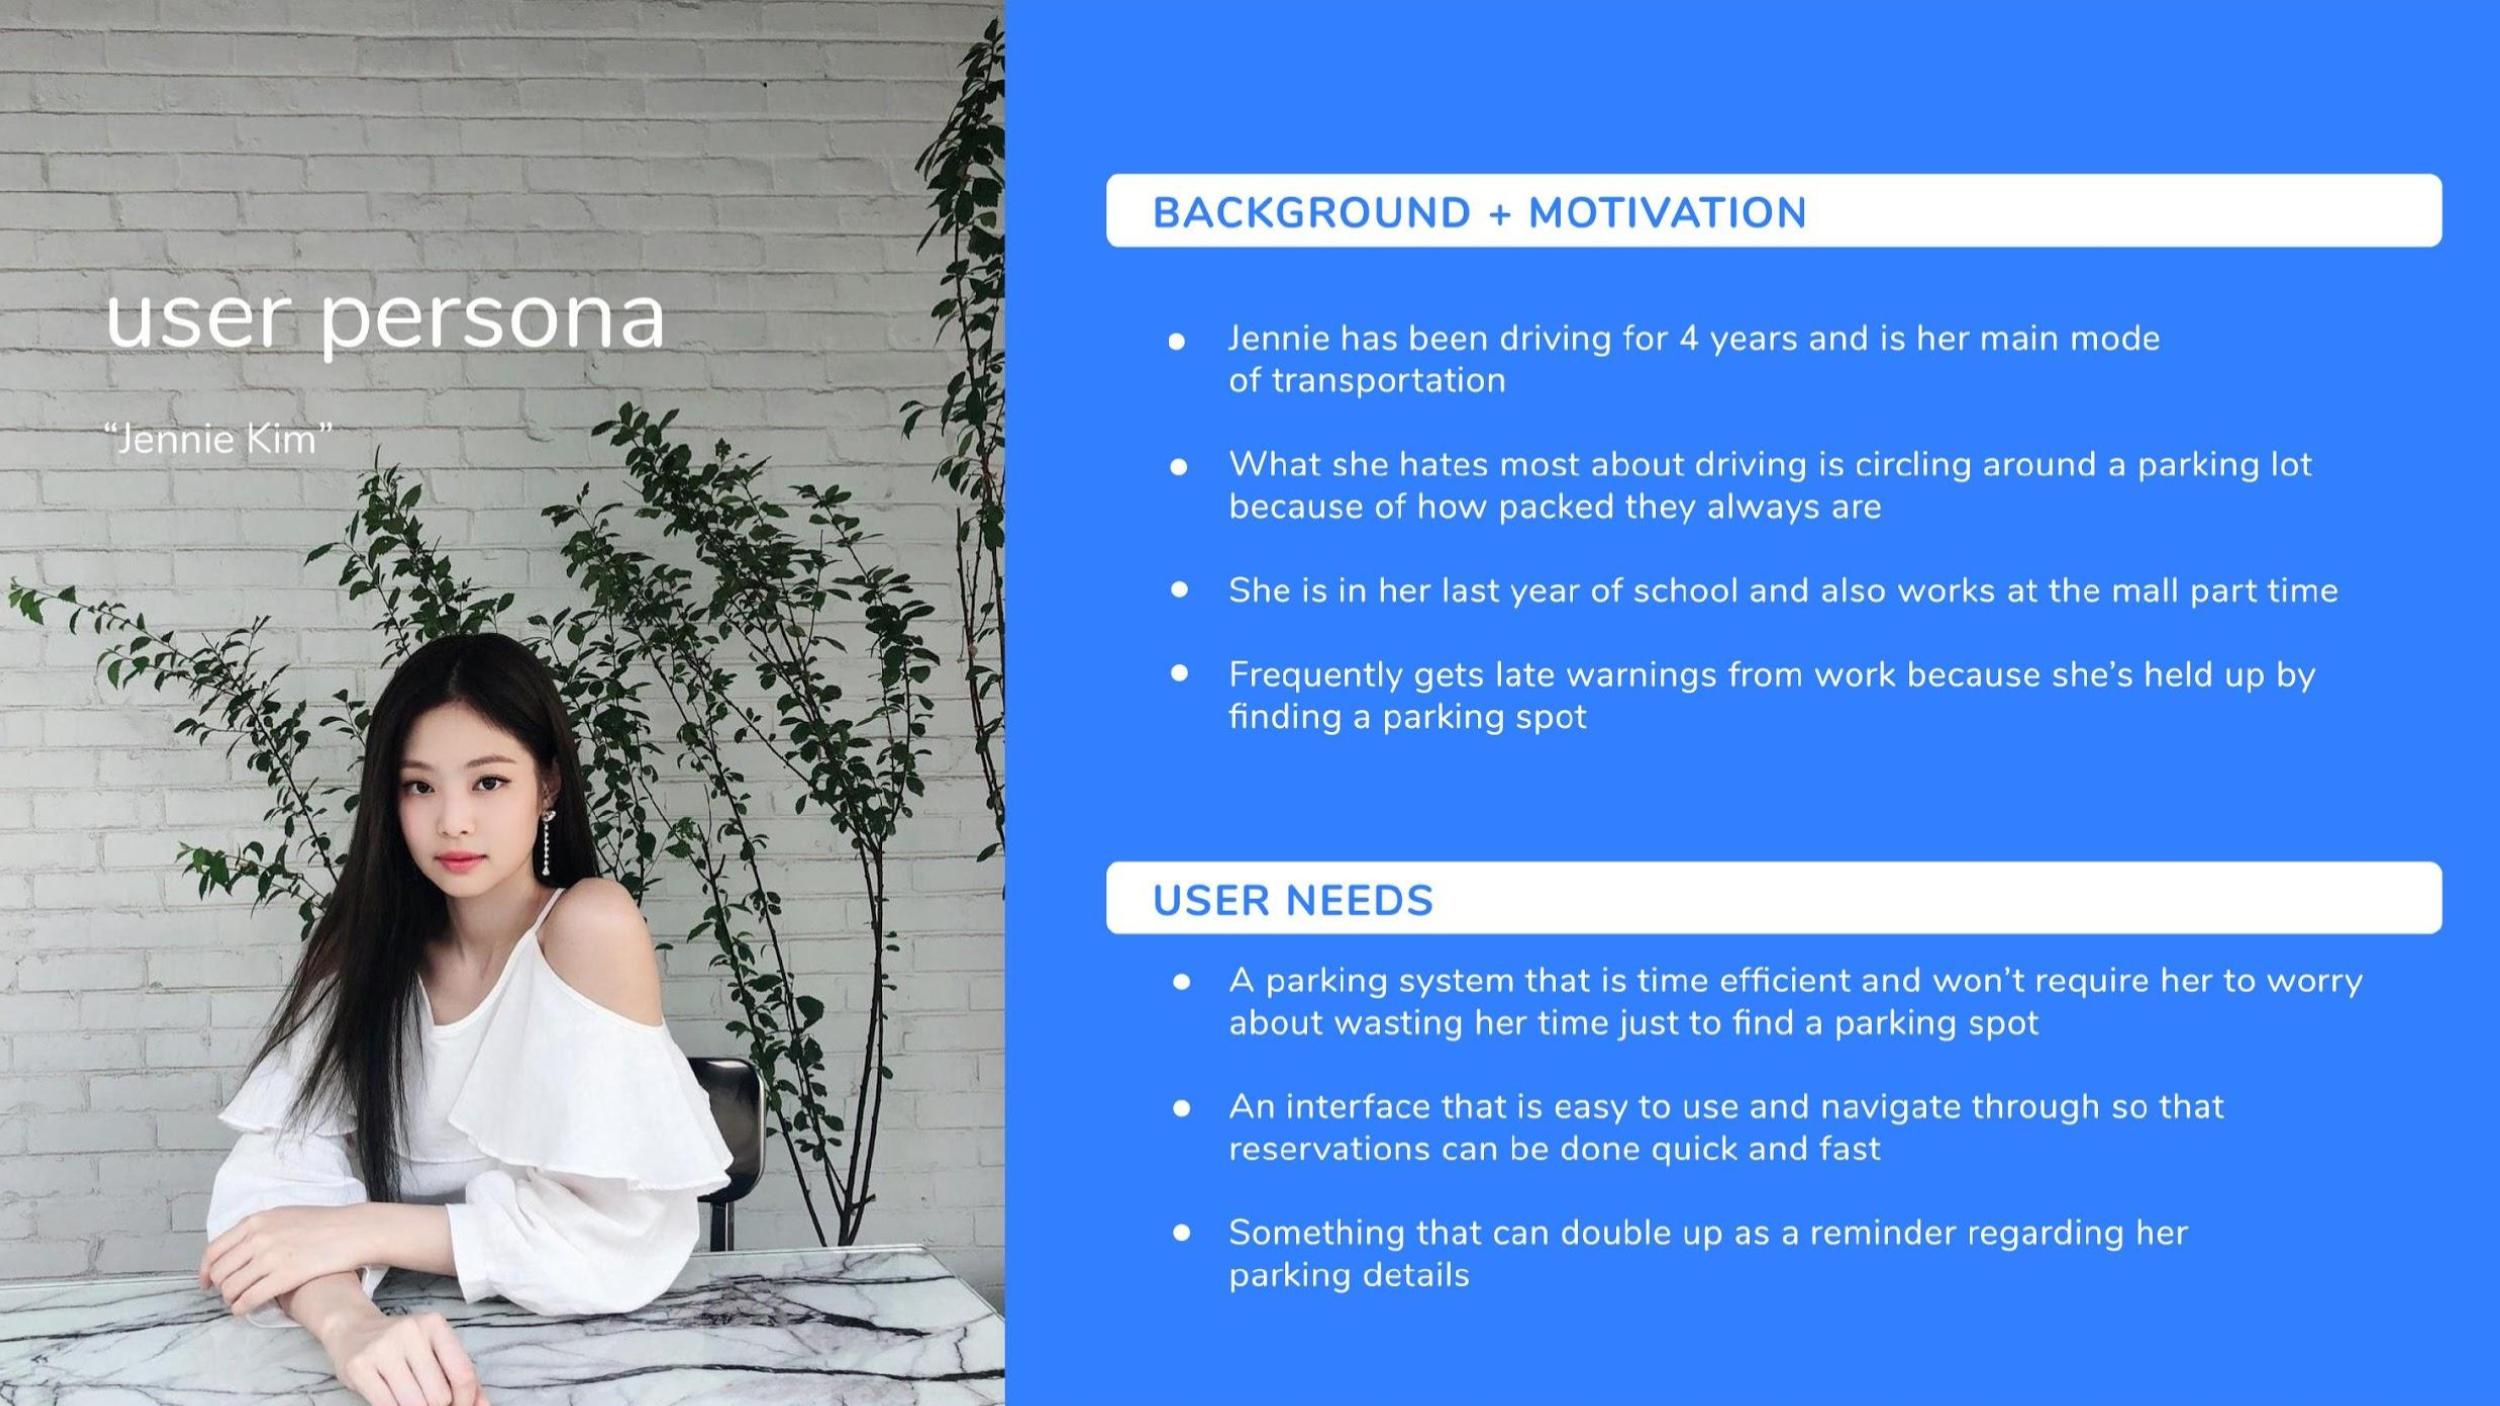 user persona
“Jennie Kim”
BACKGROUND + MOTIVATION
● Jennie has been driving for 4 years and is her main mode
of transportation
● What she hates most about driving is circling around a parking lot
because of how packed they always are
● She is in her last year of school and also works at the mall part time
● Frequently gets late warnings from work because she’s held up by
finding a parking spot
USER NEEDS
● A parking system that is time efficient and won’t require her to worry
about wasting her time just to find a parking spot
● An interface that is easy to use and navigate through so that
reservations can be done quick and fast
● Something that can double up as a reminder regarding her
parking details